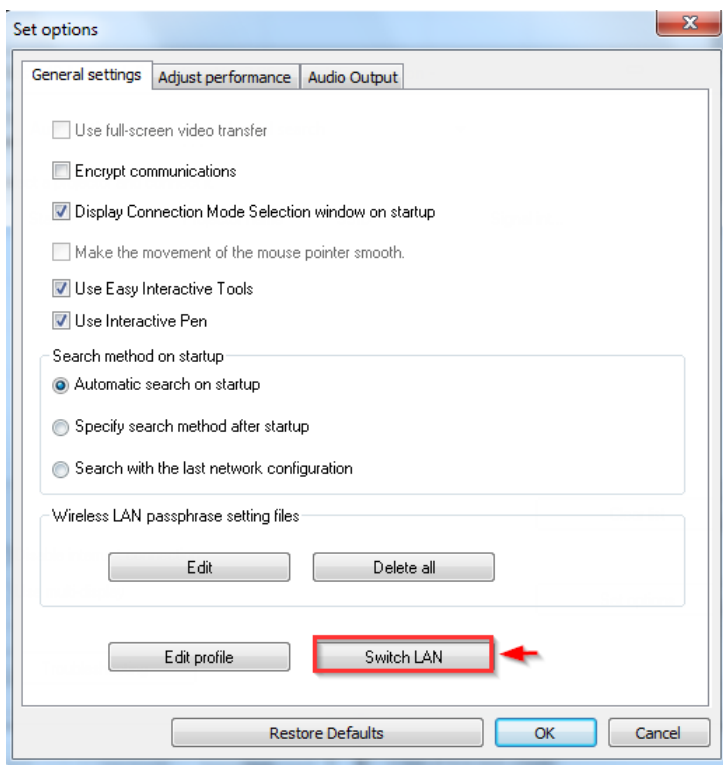 Set options
General settings Adjust performance Audio Output
Use full-screen video transfer
Encrypt communications
Display Connection Mode Selection window on startup
Make the movement of the mouse pointer smooth.
Use Easy Interactive Tools
Use Interactive Pen
Search method on startup
Automatic search on startup
Specify search method after startup
Search with the last network configuration
Wireless LAN passphrase setting files
Edit Delete all
Edit profile Switch LAN
Restore Defaults OK Cancel